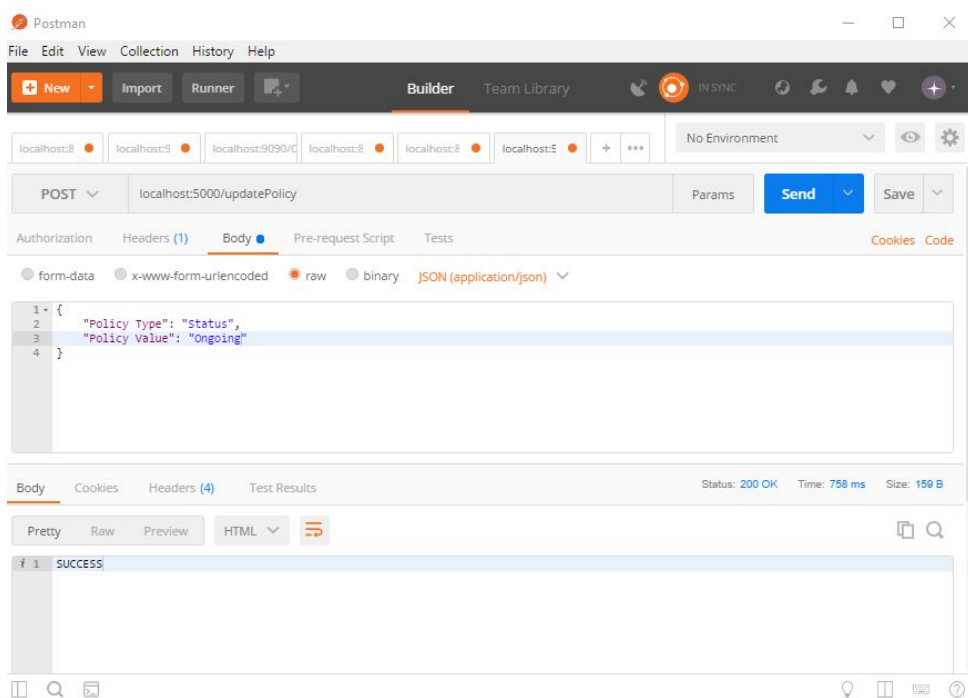 Postman
File Edit View Collection History Help
New Import Runner Builder Team Library IN SYNC
localhost:8 localhost:9 localhost:9090/C localhost:8 localhost:8 localhost:5 + ••• No Environment
POST localhost:5000/updatePolicy Params Send Save
Authorization Headers (1) Body Pre-request Script Tests Cookies Code
form-data x-www-form-urlencoded raw binary JSON (application/json)
1 {
2 "Policy Type": "Status",
3 "Policy Value": "Ongoing"
4 }
Body Cookies Headers (4) Test Results Status: 200 OK Time: 758 ms Size: 159 B
Pretty Raw Preview HTML
i 1 SUCCESS